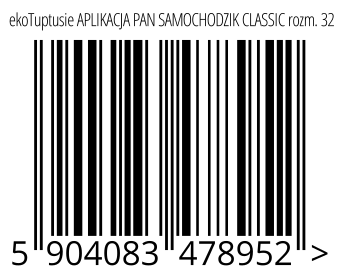 ekoTuptusie APLIKACJA PAN SAMOCHODZIK CLASSIC rozm. 32
5 904083 478952 >